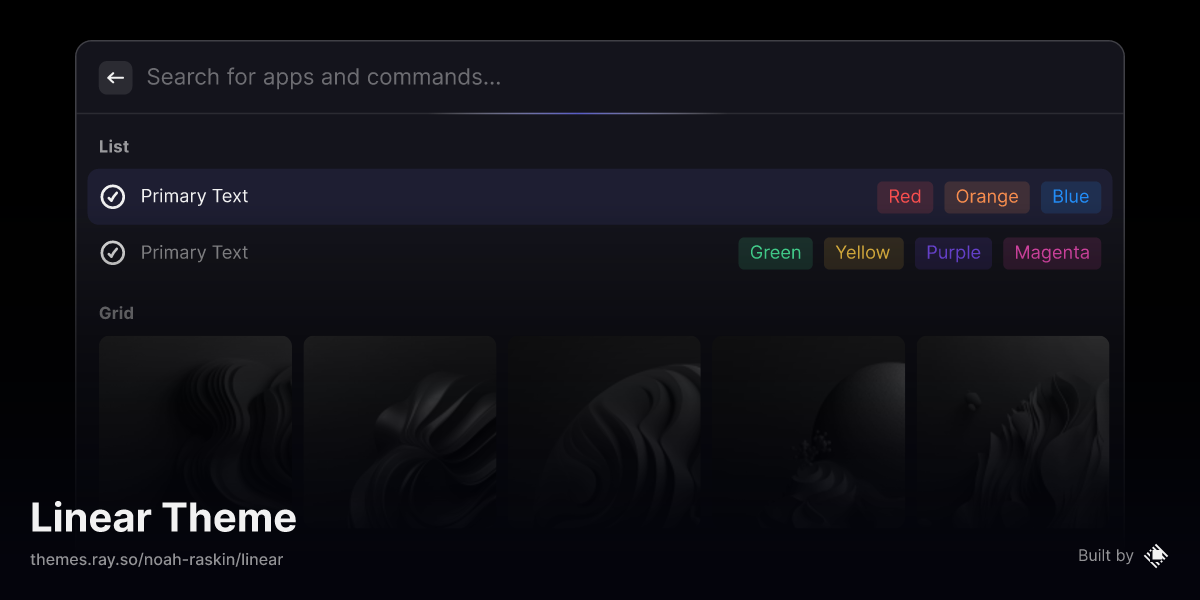 Search for apps and commands...
List
Primary Text Red Orange Blue
Primary Text Green Yellow Purple Magenta
Grid
Linear Theme
themes.ray.so/noah-raskin/linear
Built by